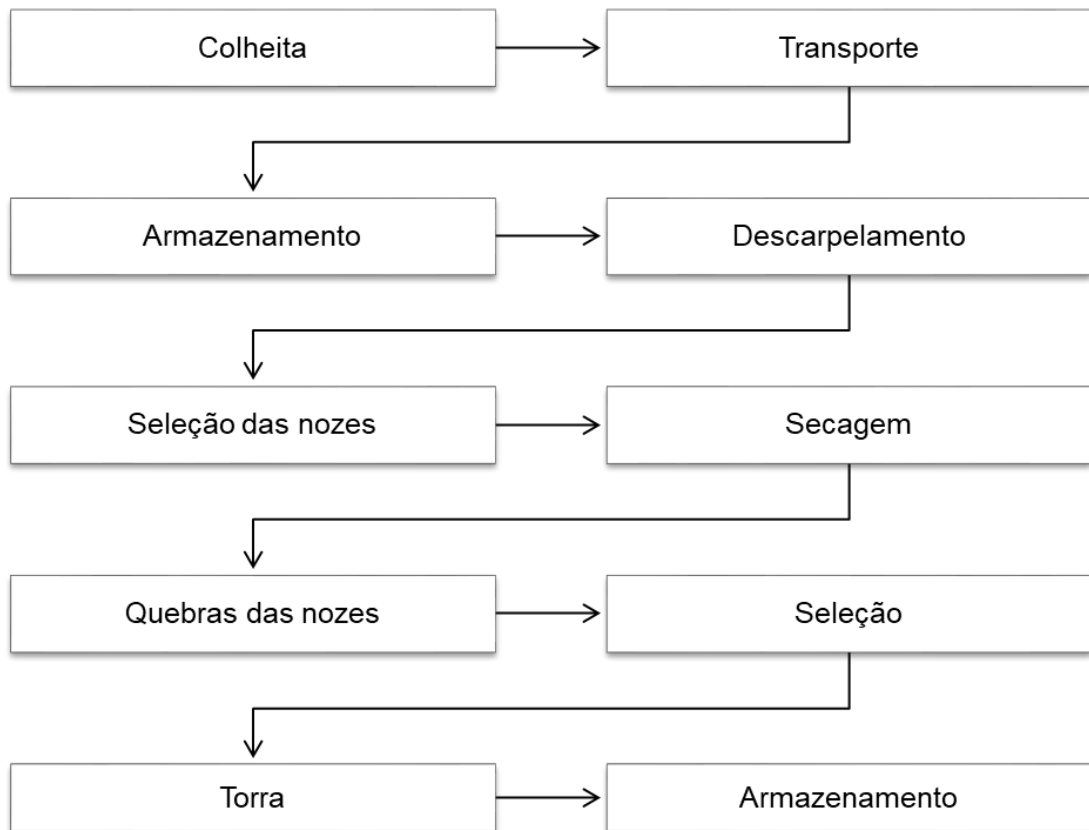 Colheita
Transporte
Armazenamento
Descarpelamento
Seleção das nozes
Secagem
Quebras das nozes
Seleção
Torra
Armazenamento